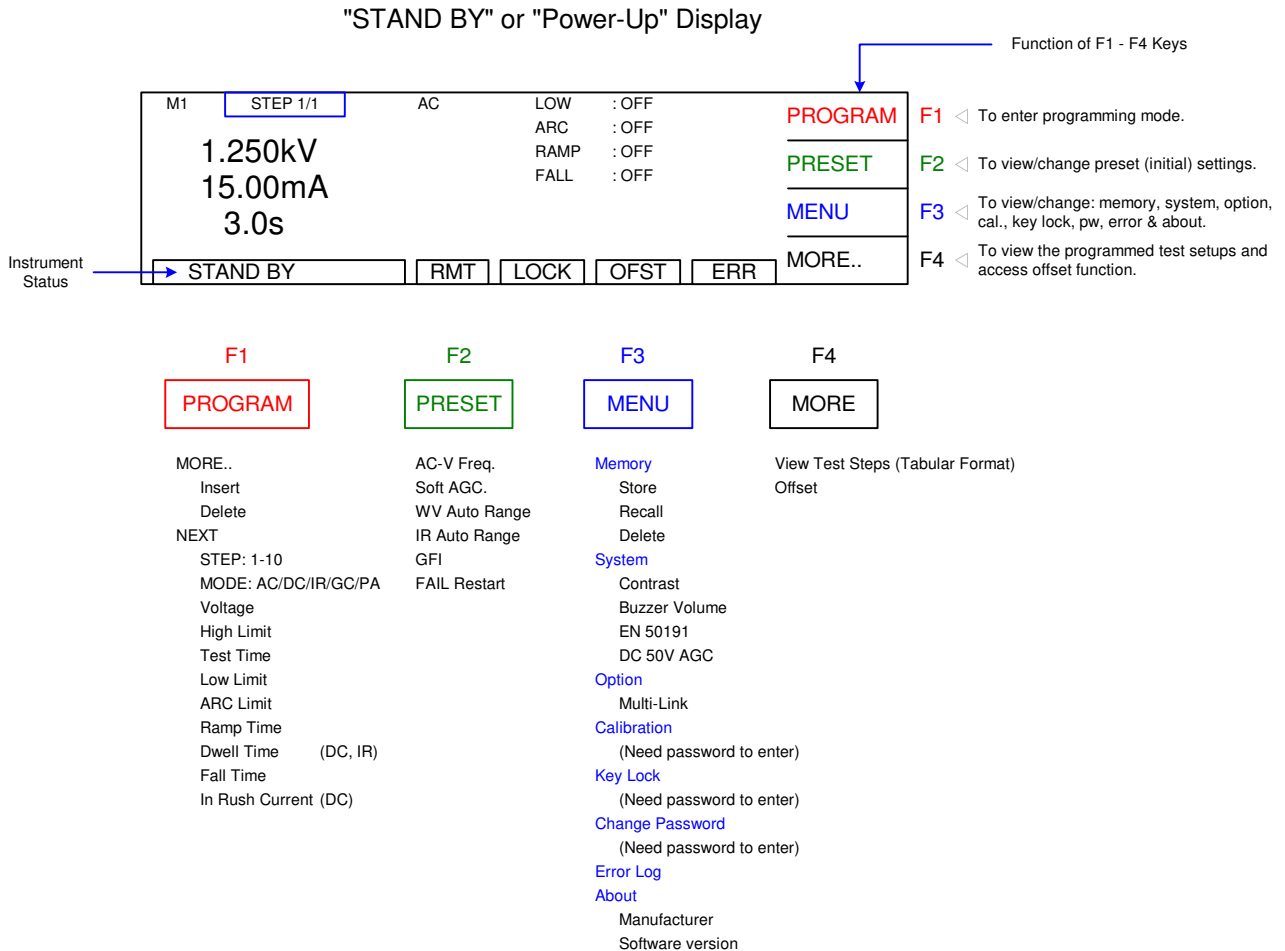 "STAND BY" or "Power-Up" Display
Function of F1 - F4 Keys
M1 STEP 1/1 AC LOW : OFF
ARC : OFF
RAMP : OFF
FALL : OFF
1.250kV
15.00mA
3.0s
PROGRAM F1 To enter programming mode.
PRESET F2 To view/change preset (initial) settings.
MENU F3 To view/change: memory, system, option,
cal., key lock, pw, error & about.
MORE.. F4 To view the programmed test setups and
access offset function.
Instrument
Status
STAND BY RMT LOCK OFST ERR
F1 F2 F3 F4
PROGRAM PRESET MENU MORE
MORE..
Insert
Delete
NEXT
STEP: 1-10
MODE: AC/DC/IR/GC/PA
Voltage
High Limit
Test Time
Low Limit
ARC Limit
Ramp Time
Dwell Time (DC, IR)
Fall Time
In Rush Current (DC)
AC-V Freq.
Soft AGC.
WV Auto Range
IR Auto Range
GFI
FAIL Restart
Memory
Store
Recall
Delete
System
Contrast
Buzzer Volume
EN 50191
DC 50V AGC
Option
Multi-Link
Calibration
(Need password to enter)
Key Lock
(Need password to enter)
Change Password
(Need password to enter)
Error Log
About
Manufacturer
Software version
View Test Steps (Tabular Format)
Offset